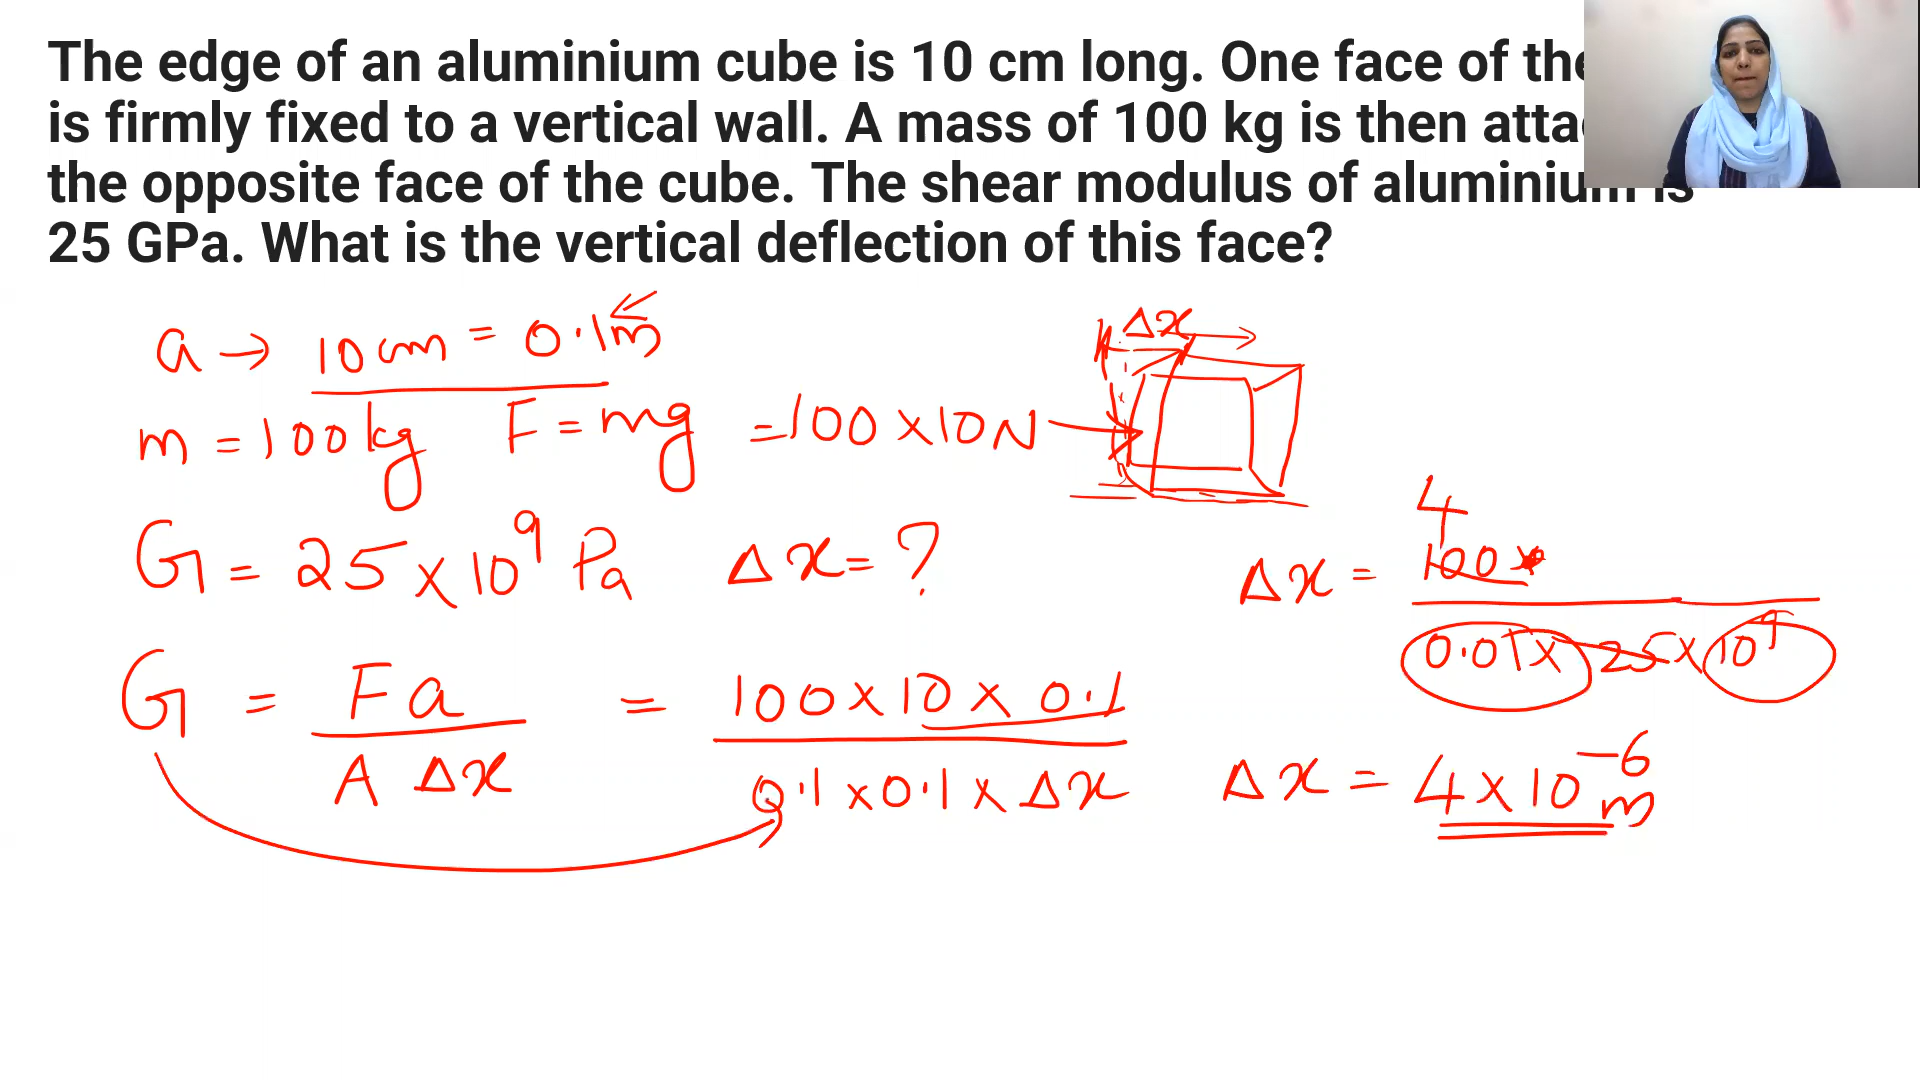 The edge of an aluminium cube is 10 cm long. One face of the
is firmly fixed to a vertical wall. A mass of 100 kg is then atta
the opposite face of the cube. The shear modulus of aluminium is
25 GPa. What is the vertical deflection of this face?
a → 10 cm = 0.1m
Δx
m = 100kg F = mg = 100 × 10 N
G = 25 × 10⁹ Pa Δx = ?
4
Δx = 100 ×
0.01 × 25 × 10⁹
G = Fa = 100 × 10 × 0.1
A Δx 0.1 × 0.1 × Δx
Δx = 4 × 10⁻⁶ m